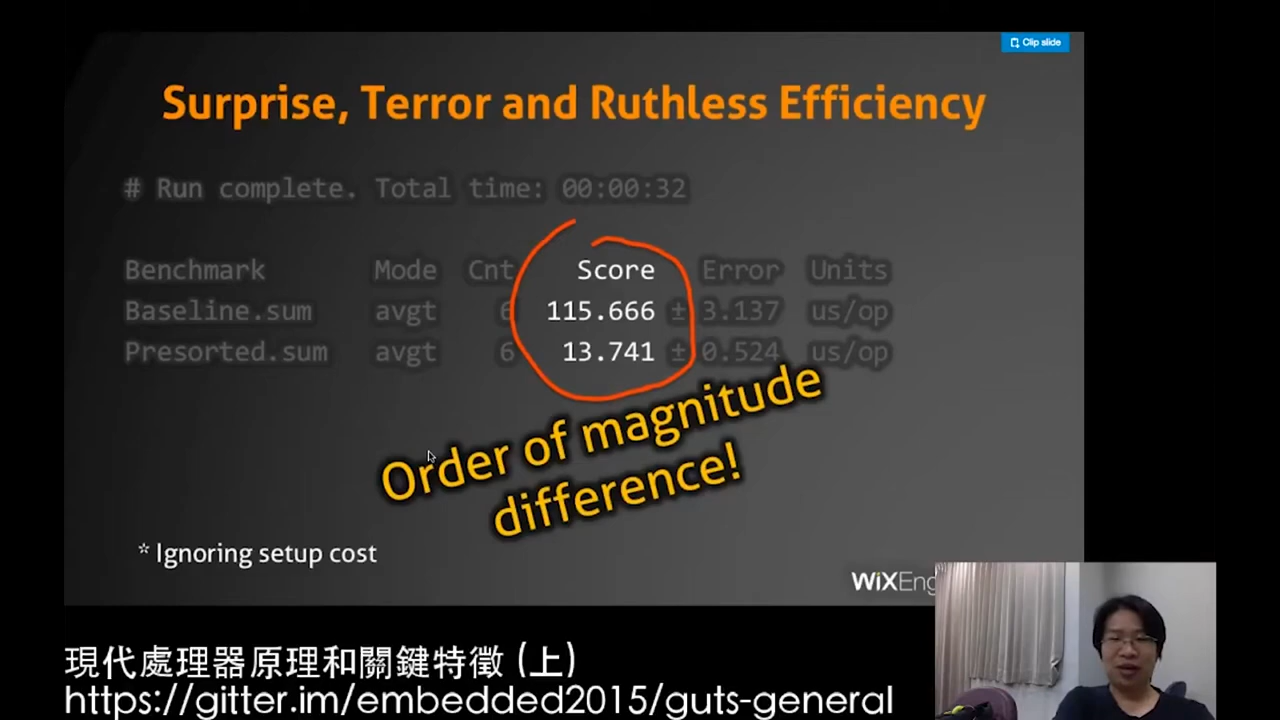 Clip slide
Surprise, Terror and Ruthless Efficiency
# Run complete. Total time: 00:00:32
Benchmark Mode Cnt Score Error Units
Baseline.sum avgt 6 115.666 ± 3.137 us/op
Presorted.sum avgt 6 13.741 ± 0.524 us/op
Order of magnitude
difference!
* Ignoring setup cost
WiXEng
現代處理器原理和關鍵特徵 (上)
https://gitter.im/embedded2015/guts-general